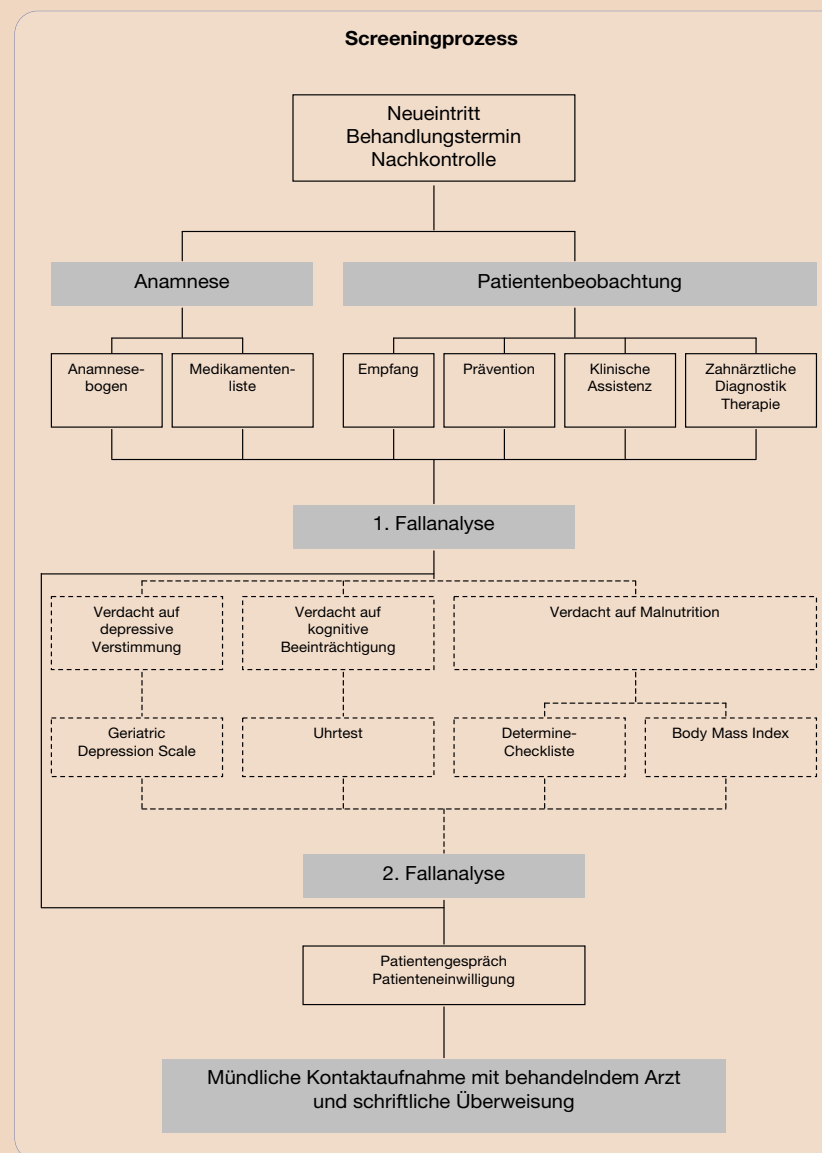 Screeningprozess
Neueintritt
Behandlungstermin
Nachkontrolle
Anamnese
Patientenbeobachtung
Anamnese-
bogen
Medikamenten-
liste
Empfang
Prävention
Klinische
Assistenz
Zahnärztliche
Diagnostik
Therapie
1. Fallanalyse
Verdacht auf
depressive
Verstimmung
Verdacht auf
kognitive
Beeinträchtigung
Verdacht auf Malnutrition
Geriatric
Depression Scale
Uhrtest
Determine-
Checkliste
Body Mass Index
2. Fallanalyse
Patientengespräch
Patienteneinwilligung
Mündliche Kontaktaufnahme mit behandelndem Arzt
und schriftliche Überweisung